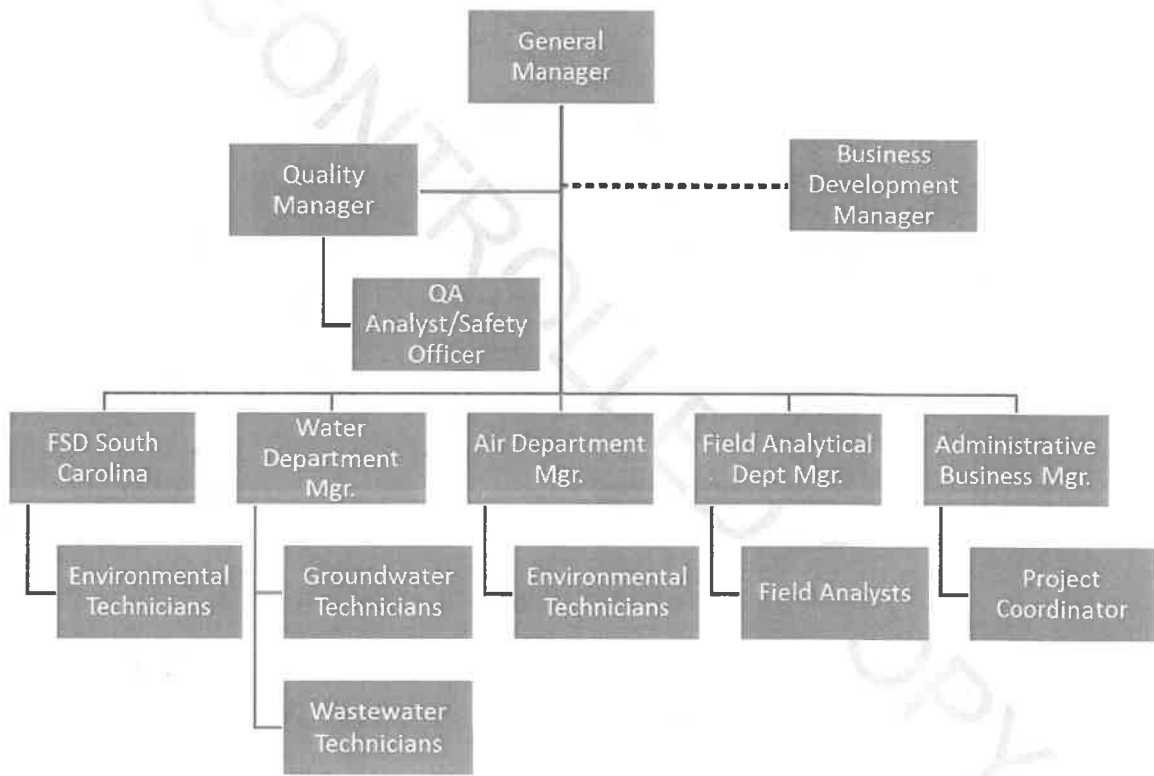 General
Manager
Quality
Manager
Business
Development
Manager
QA
Analyst/Safety
Officer
FSD South
Carolina
Water
Department
Mgr.
Air Department
Mgr.
Field Analytical
Dept Mgr.
Administrative
Business Mgr.
Environmental
Technicians
Groundwater
Technicians
Environmental
Technicians
Field Analysts
Project
Coordinator
Wastewater
Technicians
CONTROLLED COPY